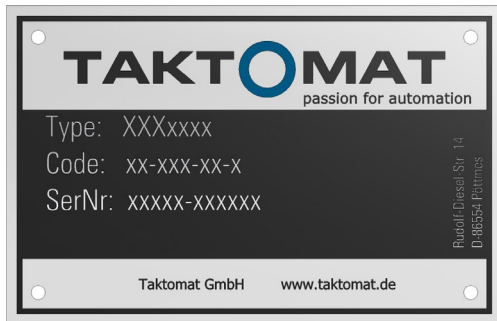 TAKTOMAT
passion for automation
Type: XXXxxxx
Code: xx-xxx-xx-x
SerNr: xxxxx-xxxxxx
Rudolf-Diesel-Str. 14
D-86554 Pöttmes
Taktomat GmbH www.taktomat.de